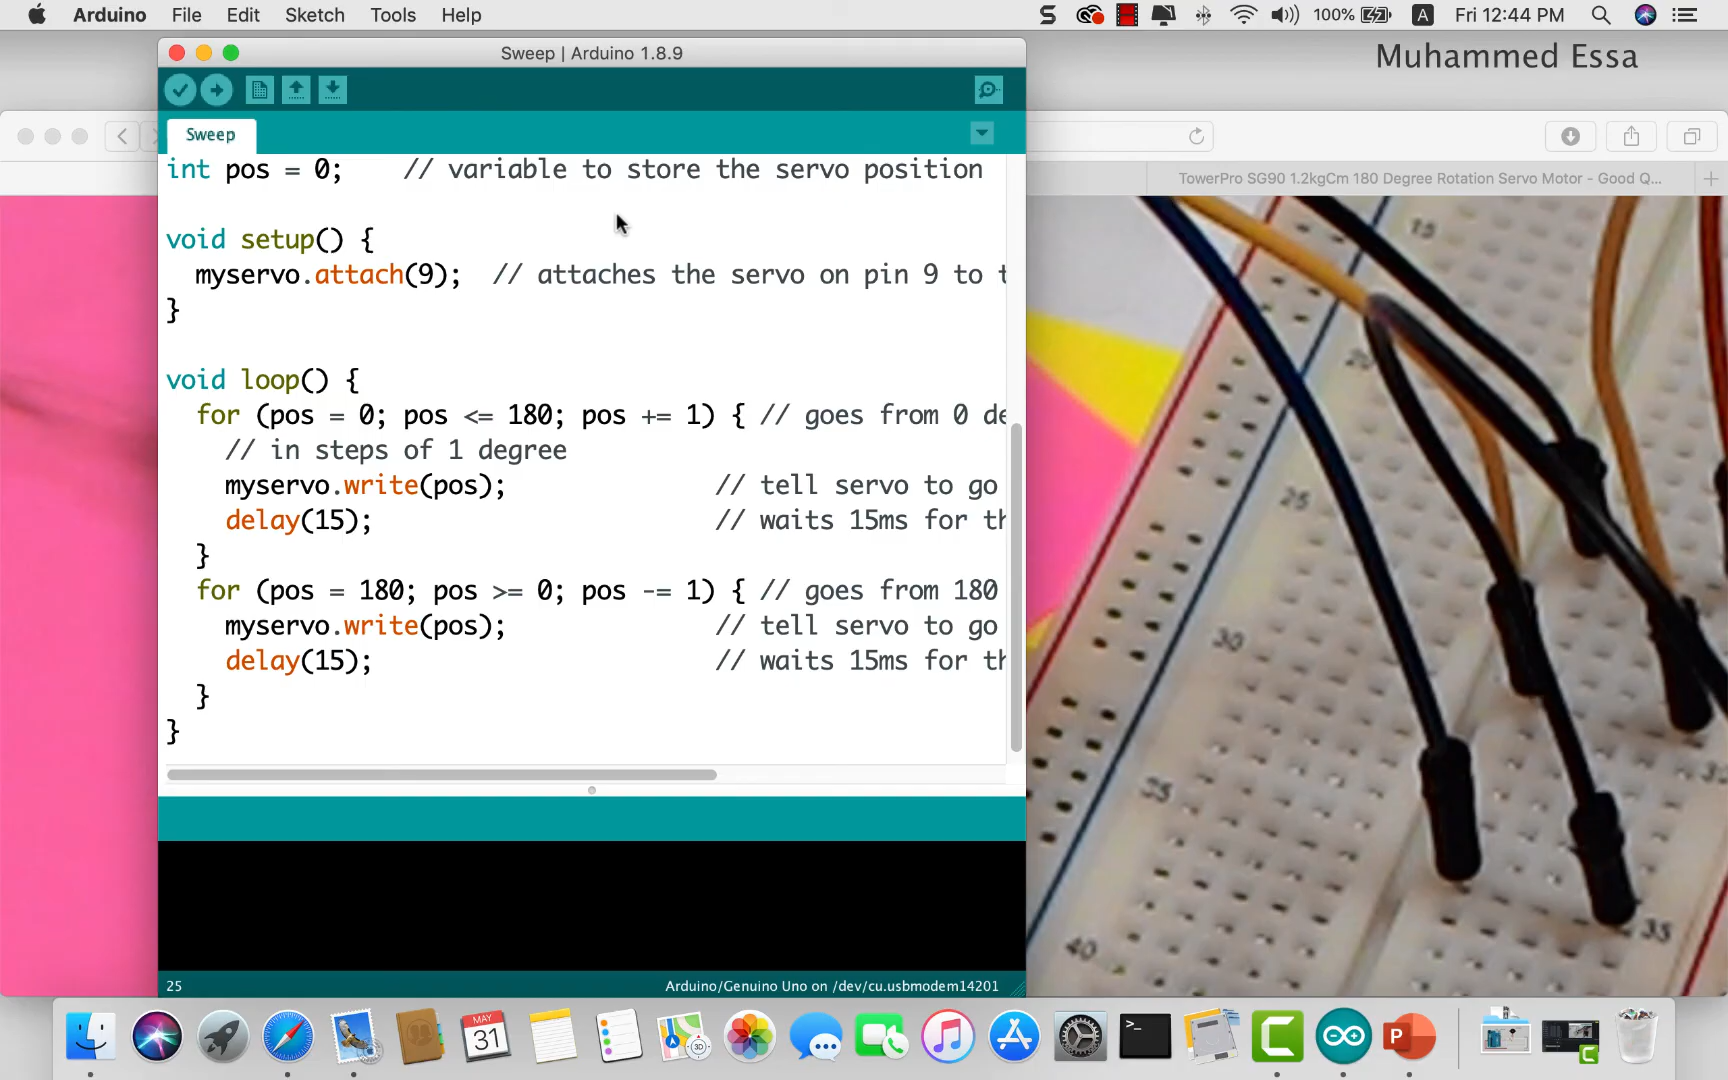 Arduino File Edit Sketch Tools Help
100% A Fri 12:44 PM
Muhammed Essa
Sweep | Arduino 1.8.9
TowerPro SG90 1.2kgCm 180 Degree Rotation Servo Motor - Good Q...
Sweep
int pos = 0;    // variable to store the servo position
void setup() {
  myservo.attach(9);  // attaches the servo on pin 9 to t
}
void loop() {
  for (pos = 0; pos <= 180; pos += 1) { // goes from 0 de
    // in steps of 1 degree
    myservo.write(pos);              // tell servo to go
    delay(15);                       // waits 15ms for th
  }
  for (pos = 180; pos >= 0; pos -= 1) { // goes from 180
    myservo.write(pos);              // tell servo to go
    delay(15);                       // waits 15ms for th
  }
}
25
Arduino/Genuino Uno on /dev/cu.usbmodem14201
15
20
25
30
35
40
35
MAY
31
3D
P